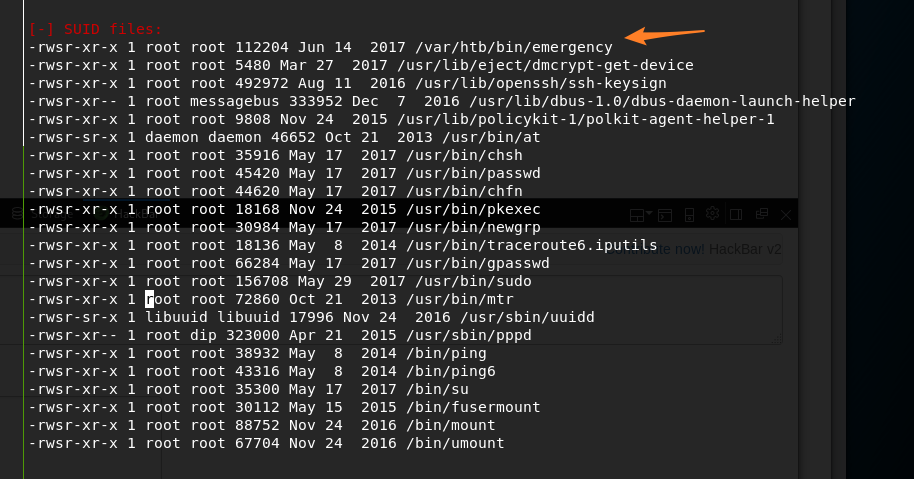 [-] SUID files:
-rwsr-xr-x 1 root root 112204 Jun 14  2017 /var/htb/bin/emergency
-rwsr-xr-x 1 root root 5480 Mar 27  2017 /usr/lib/eject/dmcrypt-get-device
-rwsr-xr-x 1 root root 492972 Aug 11  2016 /usr/lib/openssh/ssh-keysign
-rwsr-xr-- 1 root messagebus 333952 Dec  7  2016 /usr/lib/dbus-1.0/dbus-daemon-launch-helper
-rwsr-xr-x 1 root root 9808 Nov 24  2015 /usr/lib/policykit-1/polkit-agent-helper-1
-rwsr-sr-x 1 daemon daemon 46652 Oct 21  2013 /usr/bin/at
-rwsr-xr-x 1 root root 35916 May 17  2017 /usr/bin/chsh
-rwsr-xr-x 1 root root 45420 May 17  2017 /usr/bin/passwd
-rwsr-xr-x 1 root root 44620 May 17  2017 /usr/bin/chfn
-rwsr-xr-x 1 root root 18168 Nov 24  2015 /usr/bin/pkexec
HackBar
-rwsr-xr-x 1 root root 30984 May 17  2017 /usr/bin/newgrp
-rwsr-xr-x 1 root root 18136 May  8  2014 /usr/bin/traceroute6.iputils
now! HackBar v2
-rwsr-xr-x 1 root root 66284 May 17  2017 /usr/bin/gpasswd
-rwsr-xr-x 1 root root 156708 May 29  2017 /usr/bin/sudo
-rwsr-xr-x 1 root root 72860 Oct 21  2013 /usr/bin/mtr
-rwsr-sr-x 1 libuuid libuuid 17996 Nov 24  2016 /usr/sbin/uuidd
-rwsr-xr-- 1 root dip 323000 Apr 21  2015 /usr/sbin/pppd
-rwsr-xr-x 1 root root 38932 May  8  2014 /bin/ping
-rwsr-xr-x 1 root root 43316 May  8  2014 /bin/ping6
-rwsr-xr-x 1 root root 35300 May 17  2017 /bin/su
-rwsr-xr-x 1 root root 30112 May 15  2015 /bin/fusermount
-rwsr-xr-x 1 root root 88752 Nov 24  2016 /bin/mount
-rwsr-xr-x 1 root root 67704 Nov 24  2016 /bin/umount